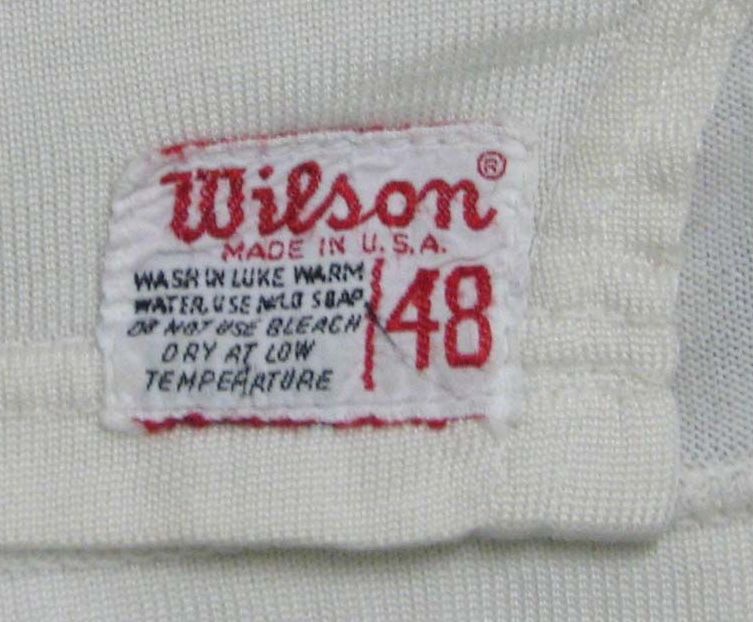 Wilson®
MADE IN U.S.A.
WASH IN LUKE WARM
WATER, USE MILD SOAP
DO NOT USE BLEACH
DRY AT LOW
TEMPERATURE
48